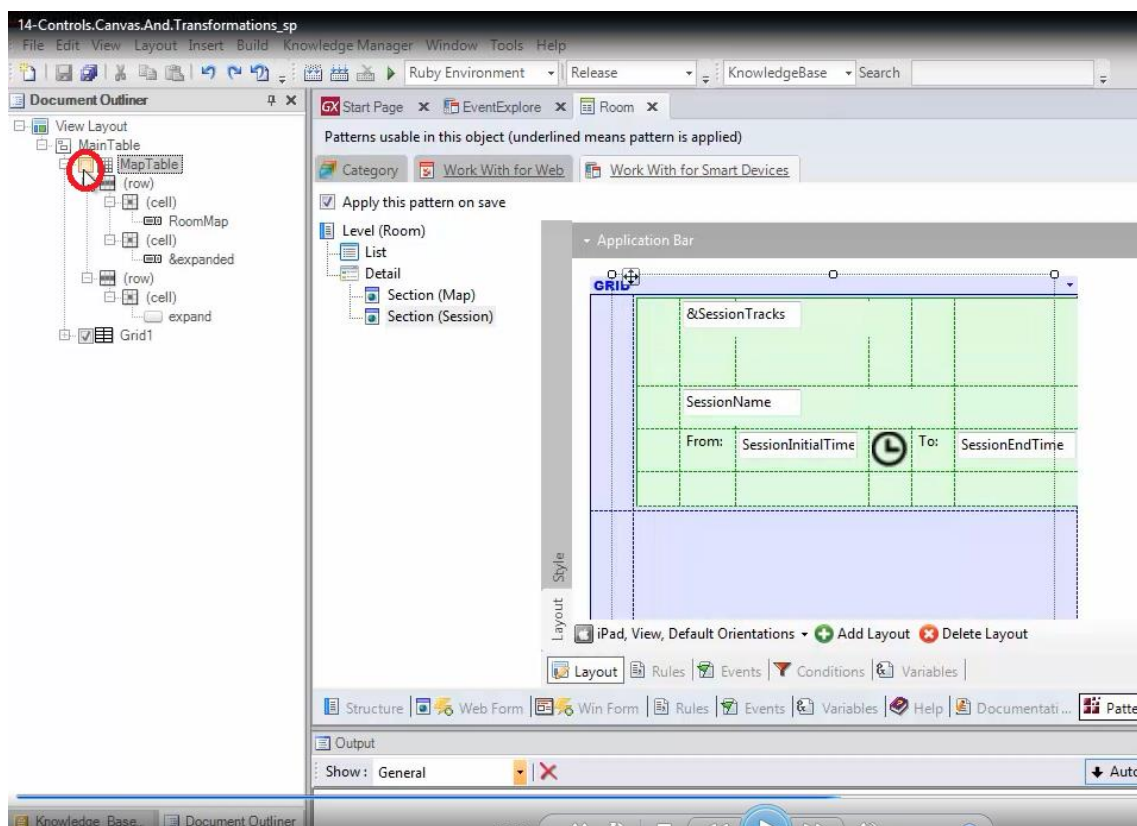 14-Controls.Canvas.And.Transformations_sp
File Edit View Layout Insert Build Knowledge Manager Window Tools Help
Ruby Environment Release KnowledgeBase Search
Document Outliner
View Layout
MainTable
MapTable
(row)
(cell)
RoomMap
(cell)
&expanded
(row)
(cell)
expand
Grid1
GX Start Page EventExplore Room
Patterns usable in this object (underlined means pattern is applied)
Category Work With for Web Work With for Smart Devices
Apply this pattern on save
Level (Room)
List
Detail
Section (Map)
Section (Session)
Application Bar
GRID
&SessionTracks
SessionName
From: SessionInitialTime To: SessionEndTime
Style
Layout
iPad, View, Default Orientations Add Layout Delete Layout
Layout Rules Events Conditions Variables
Structure Web Form Win Form Rules Events Variables Help Documentati... Patte
Output
Show: General Auto
Knowledge Base... Document Outliner